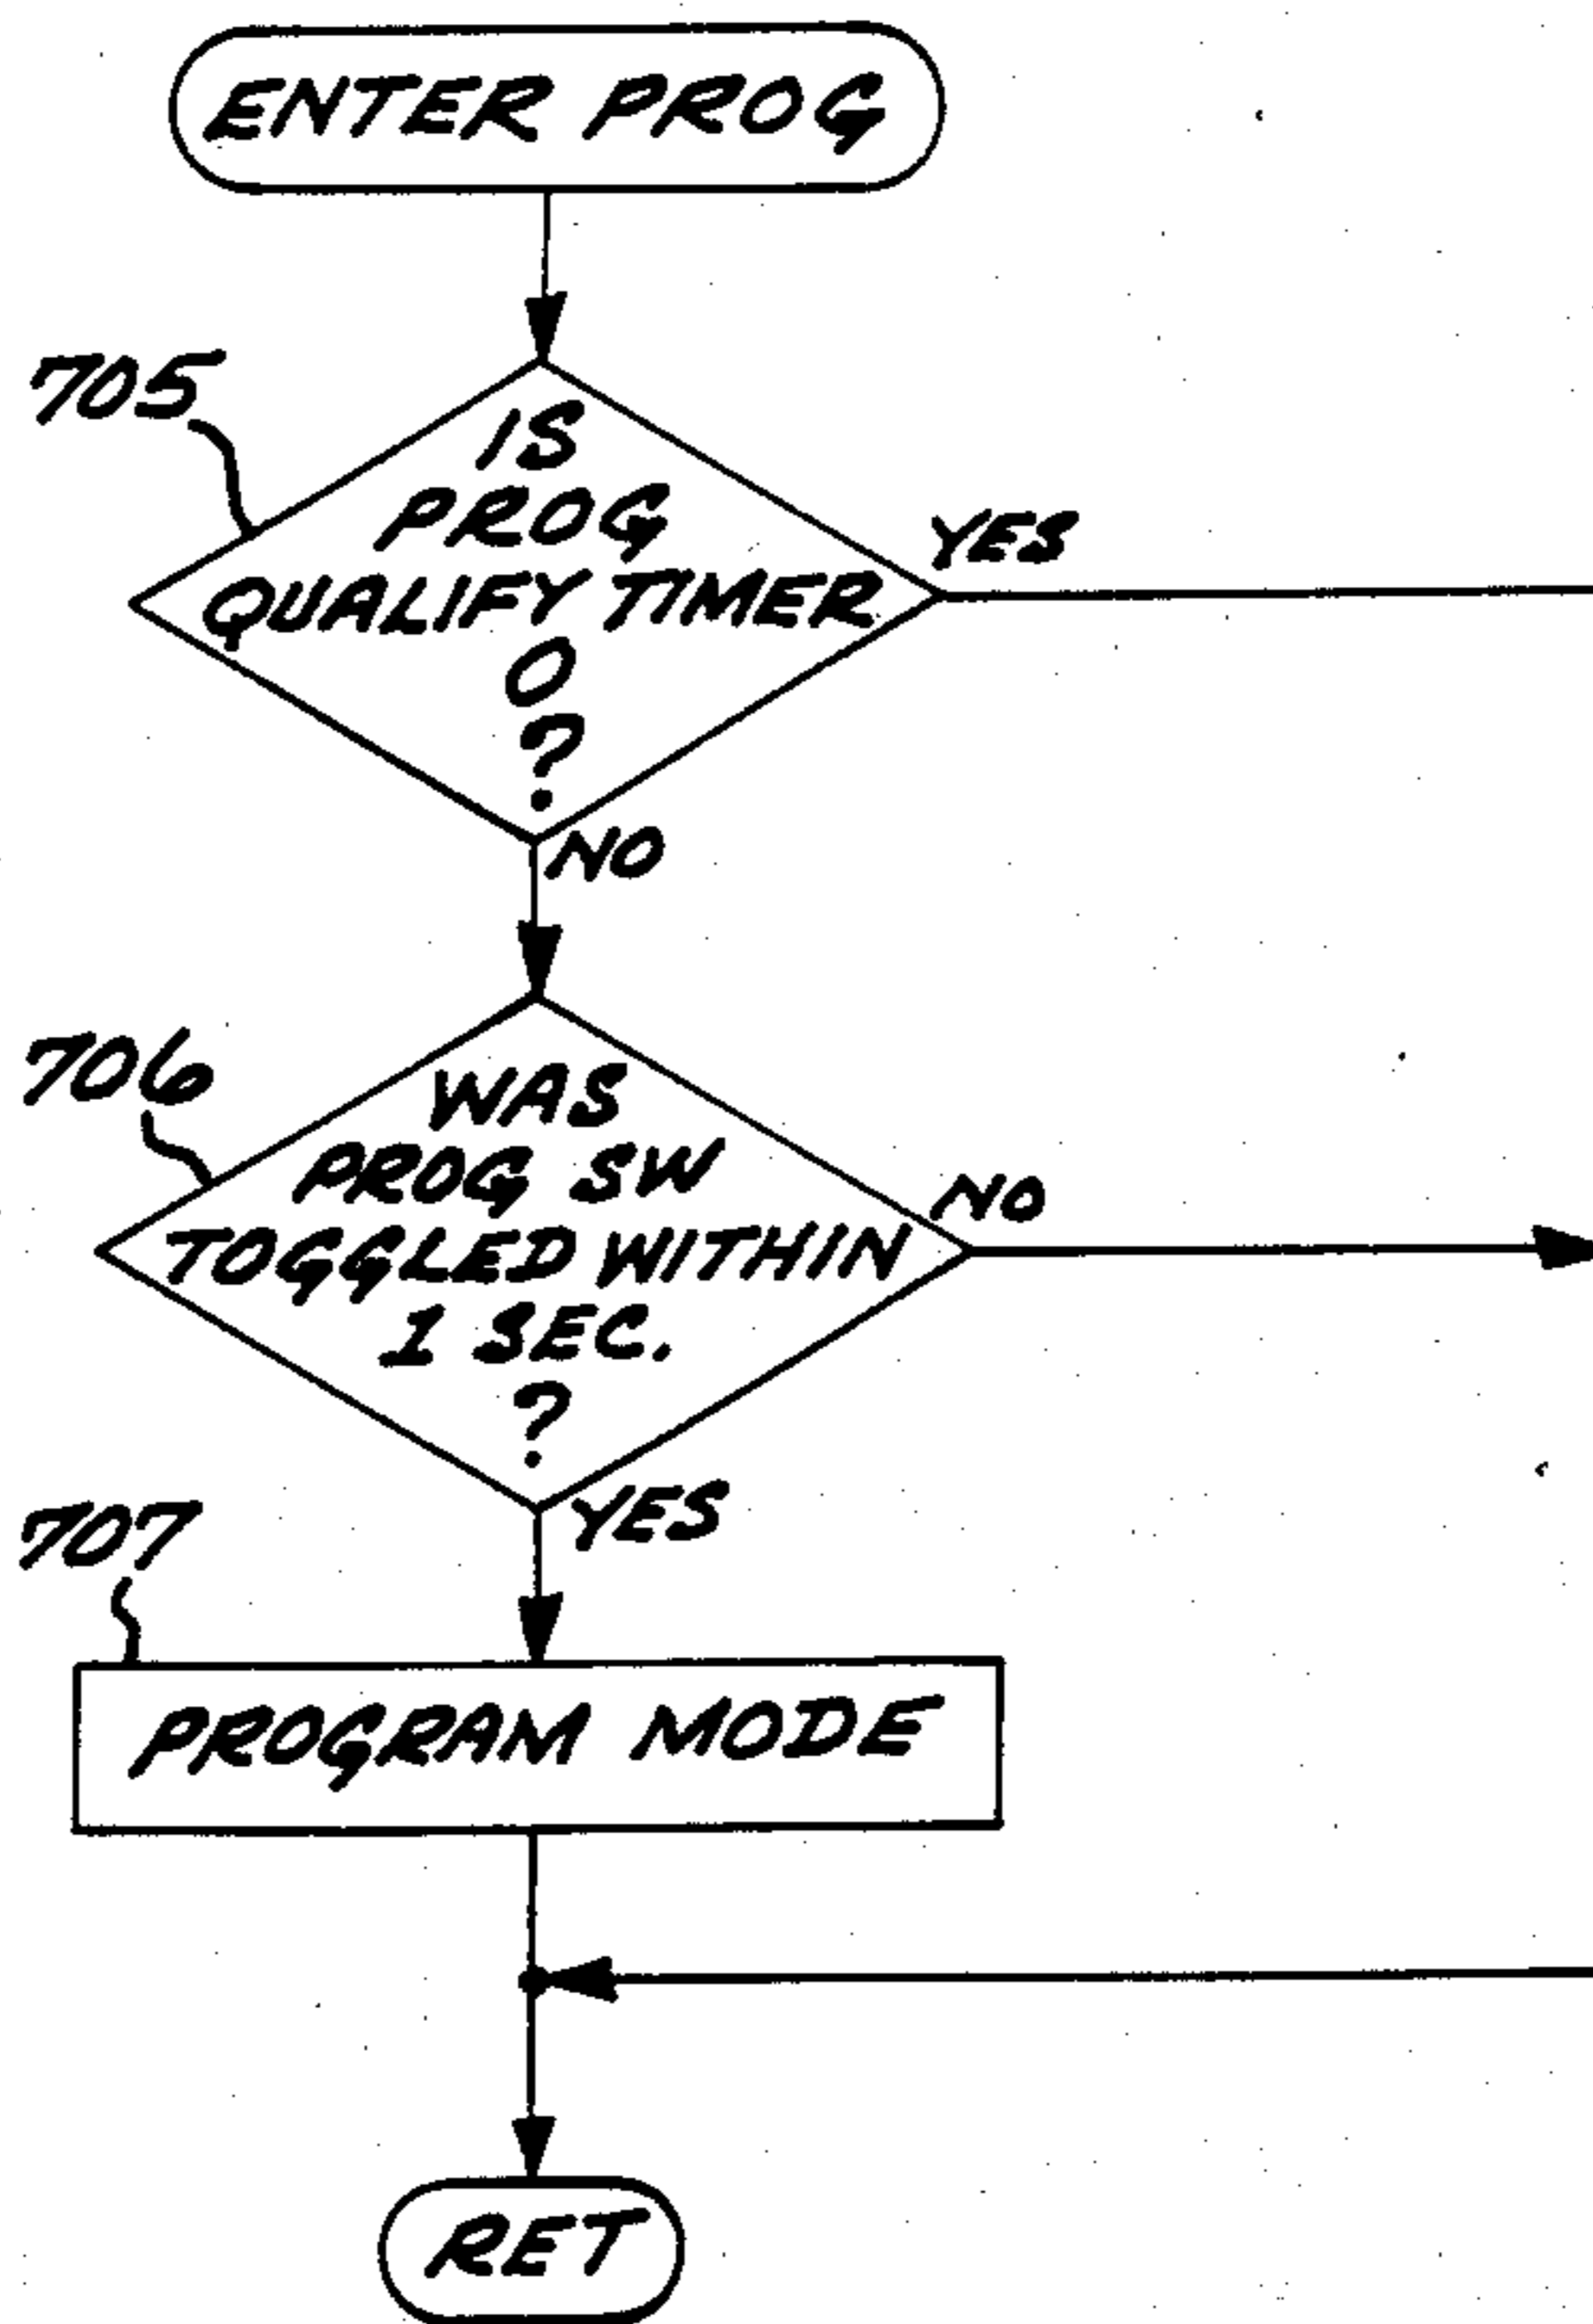 ENTER PROG
705
IS
PROG
QUALIFY TIMER
0
?
YES
NO
706
WAS
PROG SW
TOGGLED WITHIN
1 SEC.
?
NO
YES
707
PROGRAM MODE
RET